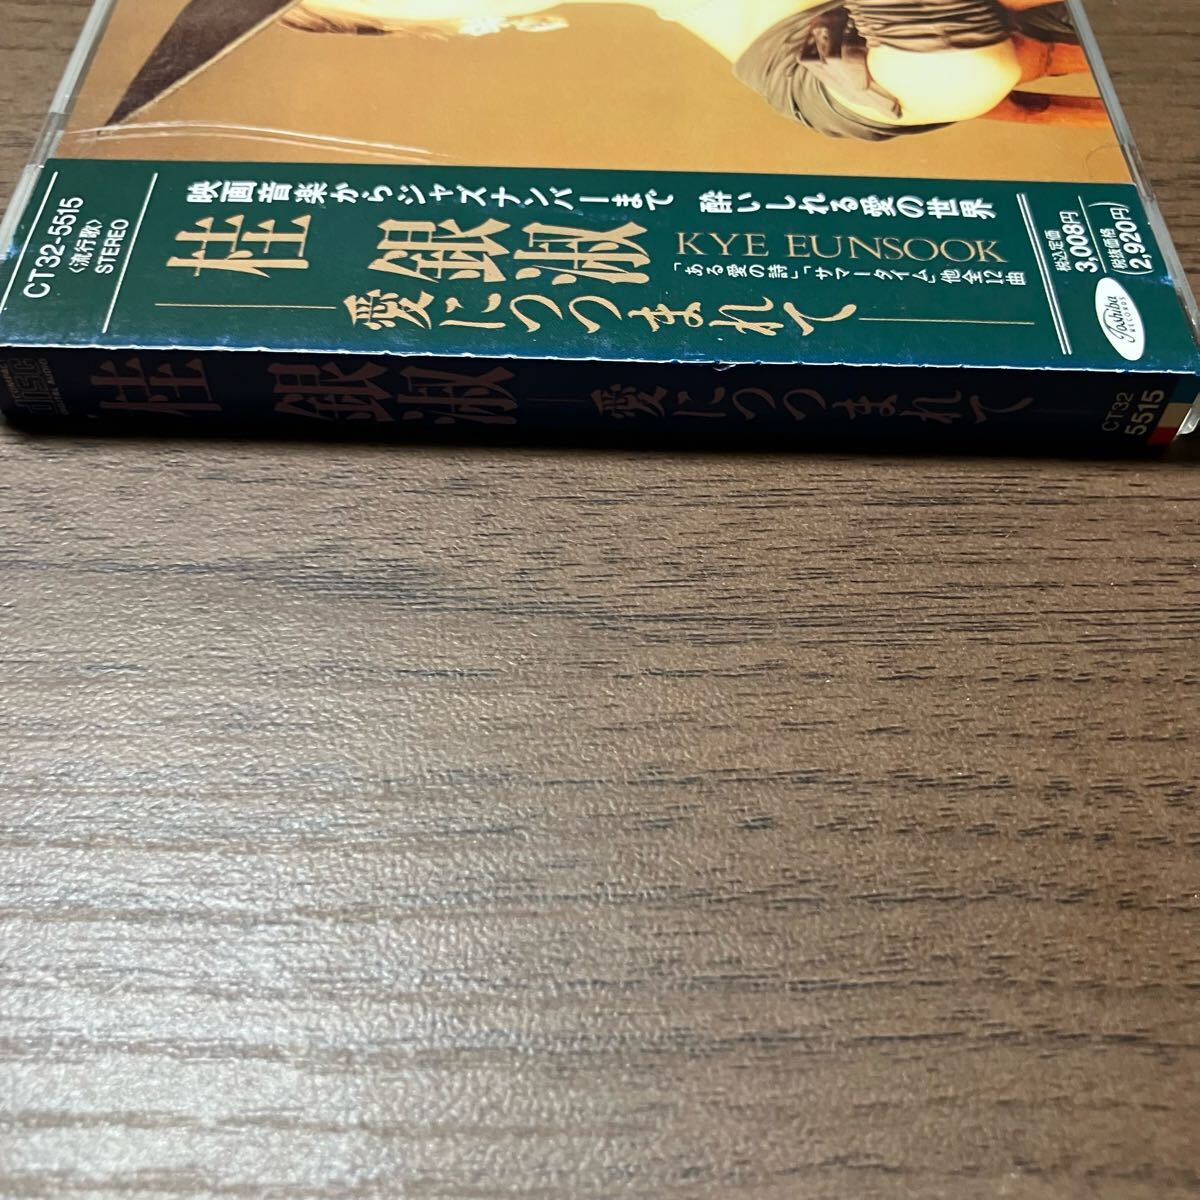 CT32-5515
〈流行歌〉
STEREO
映画音楽からジャズナンバーまで 酔いしれる愛の世界
桂 銀淑
KYE EUNSOOK
「ある愛の詩」「サマータイム」他全12曲
愛につつまれて
税込定価
3,008円
(税抜価格
2,920円)
Toshiba
RECORDS
disc
桂 銀淑 —愛につつまれて—
CT32
5515